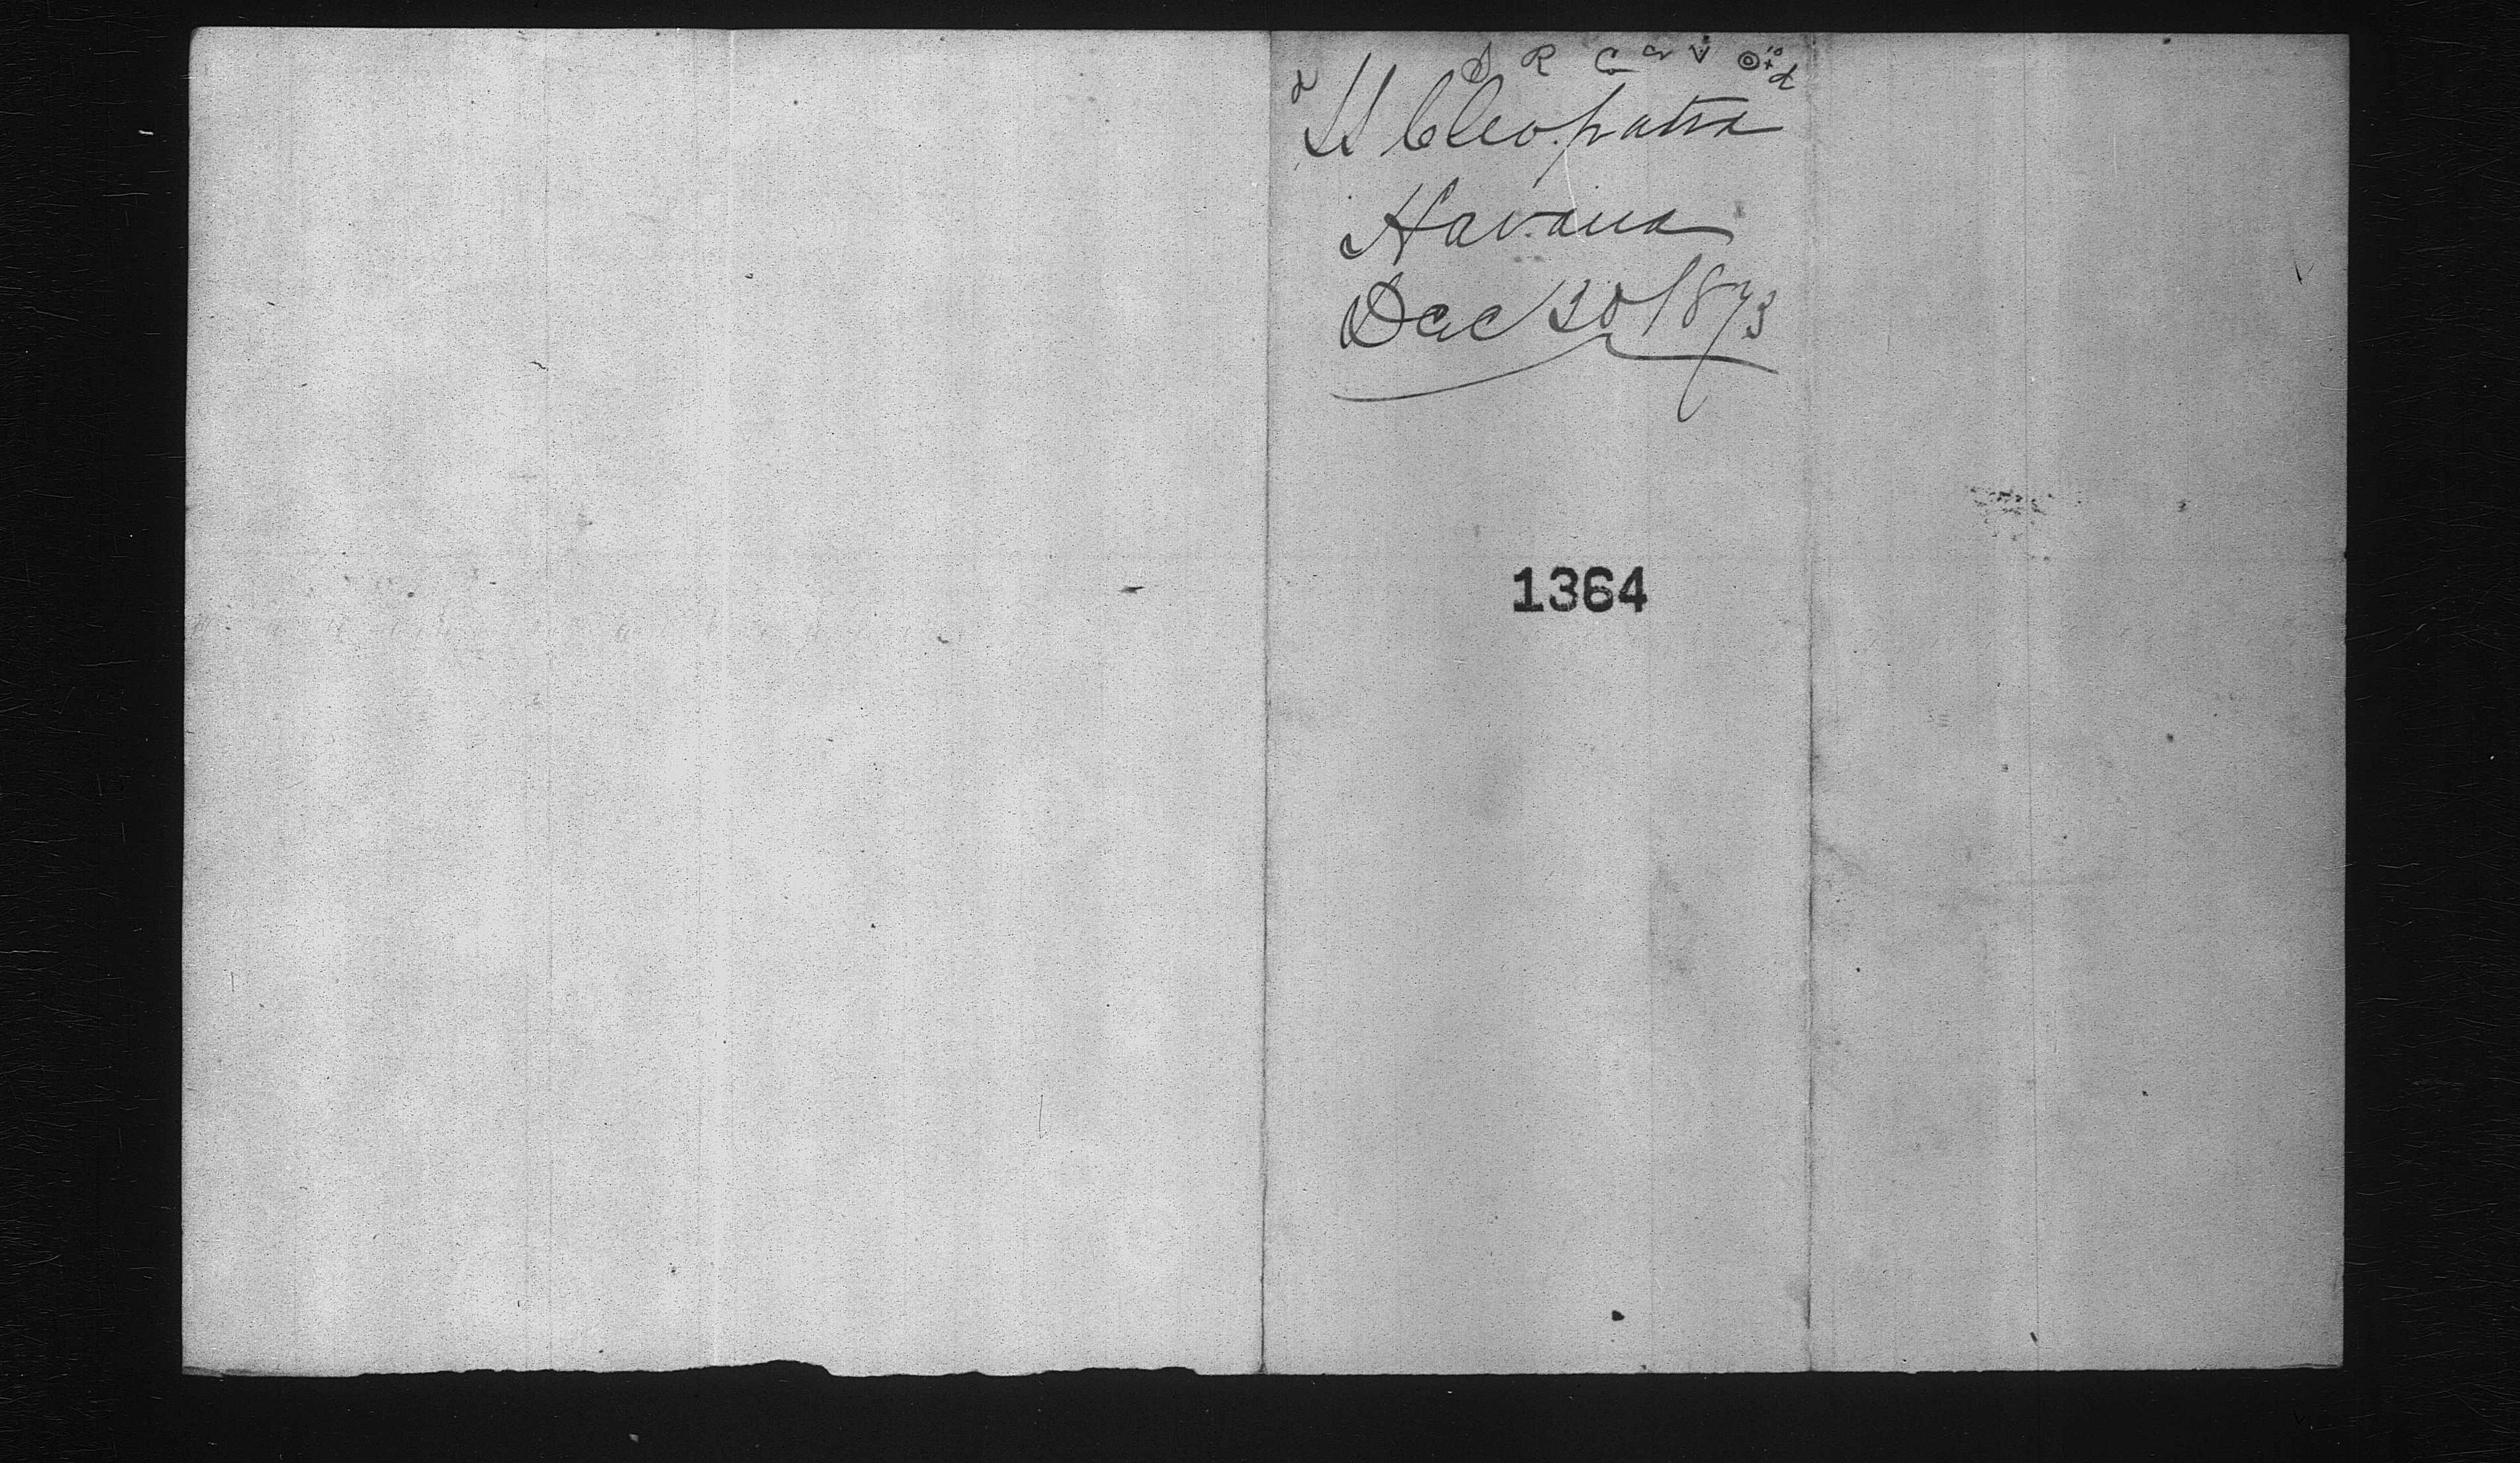 S R C
SS Cleopatra
Havana
Dec 30 1873
1364